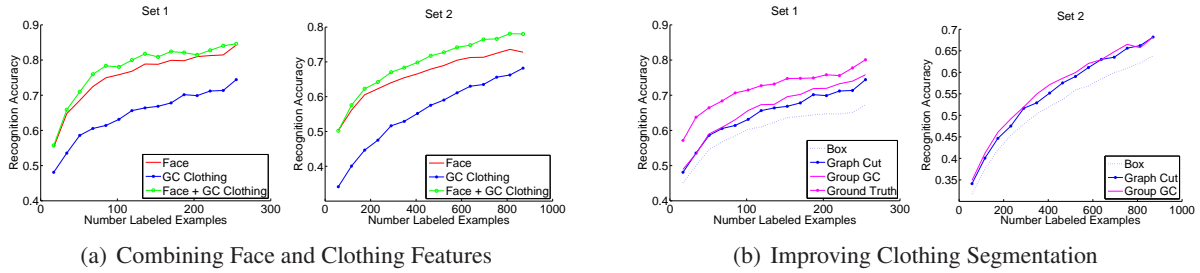 Set 1
Recognition Accuracy
0.9
0.8
0.7
0.6
0.5
0.4
0
100
200
300
Number Labeled Examples
Face
GC Clothing
Face + GC Clothing
Set 2
Recognition Accuracy
0.8
0.7
0.6
0.5
0.4
0
200
400
600
800
1000
Number Labeled Examples
Face
GC Clothing
Face + GC Clothing
(a) Combining Face and Clothing Features
Set 1
Recognition Accuracy
0.9
0.8
0.7
0.6
0.5
0.4
0
100
200
300
Number Labeled Examples
Box
Graph Cut
Group GC
Ground Truth
Set 2
Recognition Accuracy
0.7
0.65
0.6
0.55
0.5
0.45
0.4
0.35
0
200
400
600
800
1000
Number Labeled Examples
Box
Graph Cut
Group GC
(b) Improving Clothing Segmentation